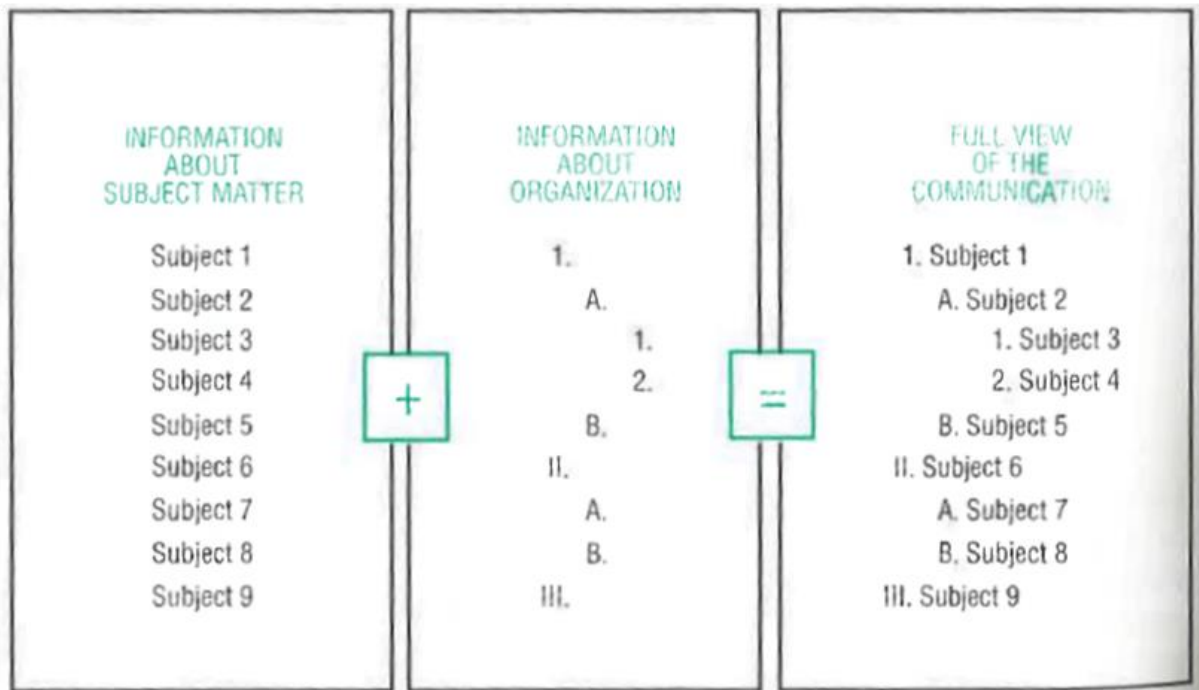 INFORMATION
ABOUT
SUBJECT MATTER
Subject 1
Subject 2
Subject 3
Subject 4
Subject 5
Subject 6
Subject 7
Subject 8
Subject 9
+
INFORMATION
ABOUT
ORGANIZATION
1.
A.
1.
2.
B.
II.
A.
B.
III.
=
FULL VIEW
OF THE
COMMUNICATION
1. Subject 1
A. Subject 2
1. Subject 3
2. Subject 4
B. Subject 5
II. Subject 6
A. Subject 7
B. Subject 8
III. Subject 9